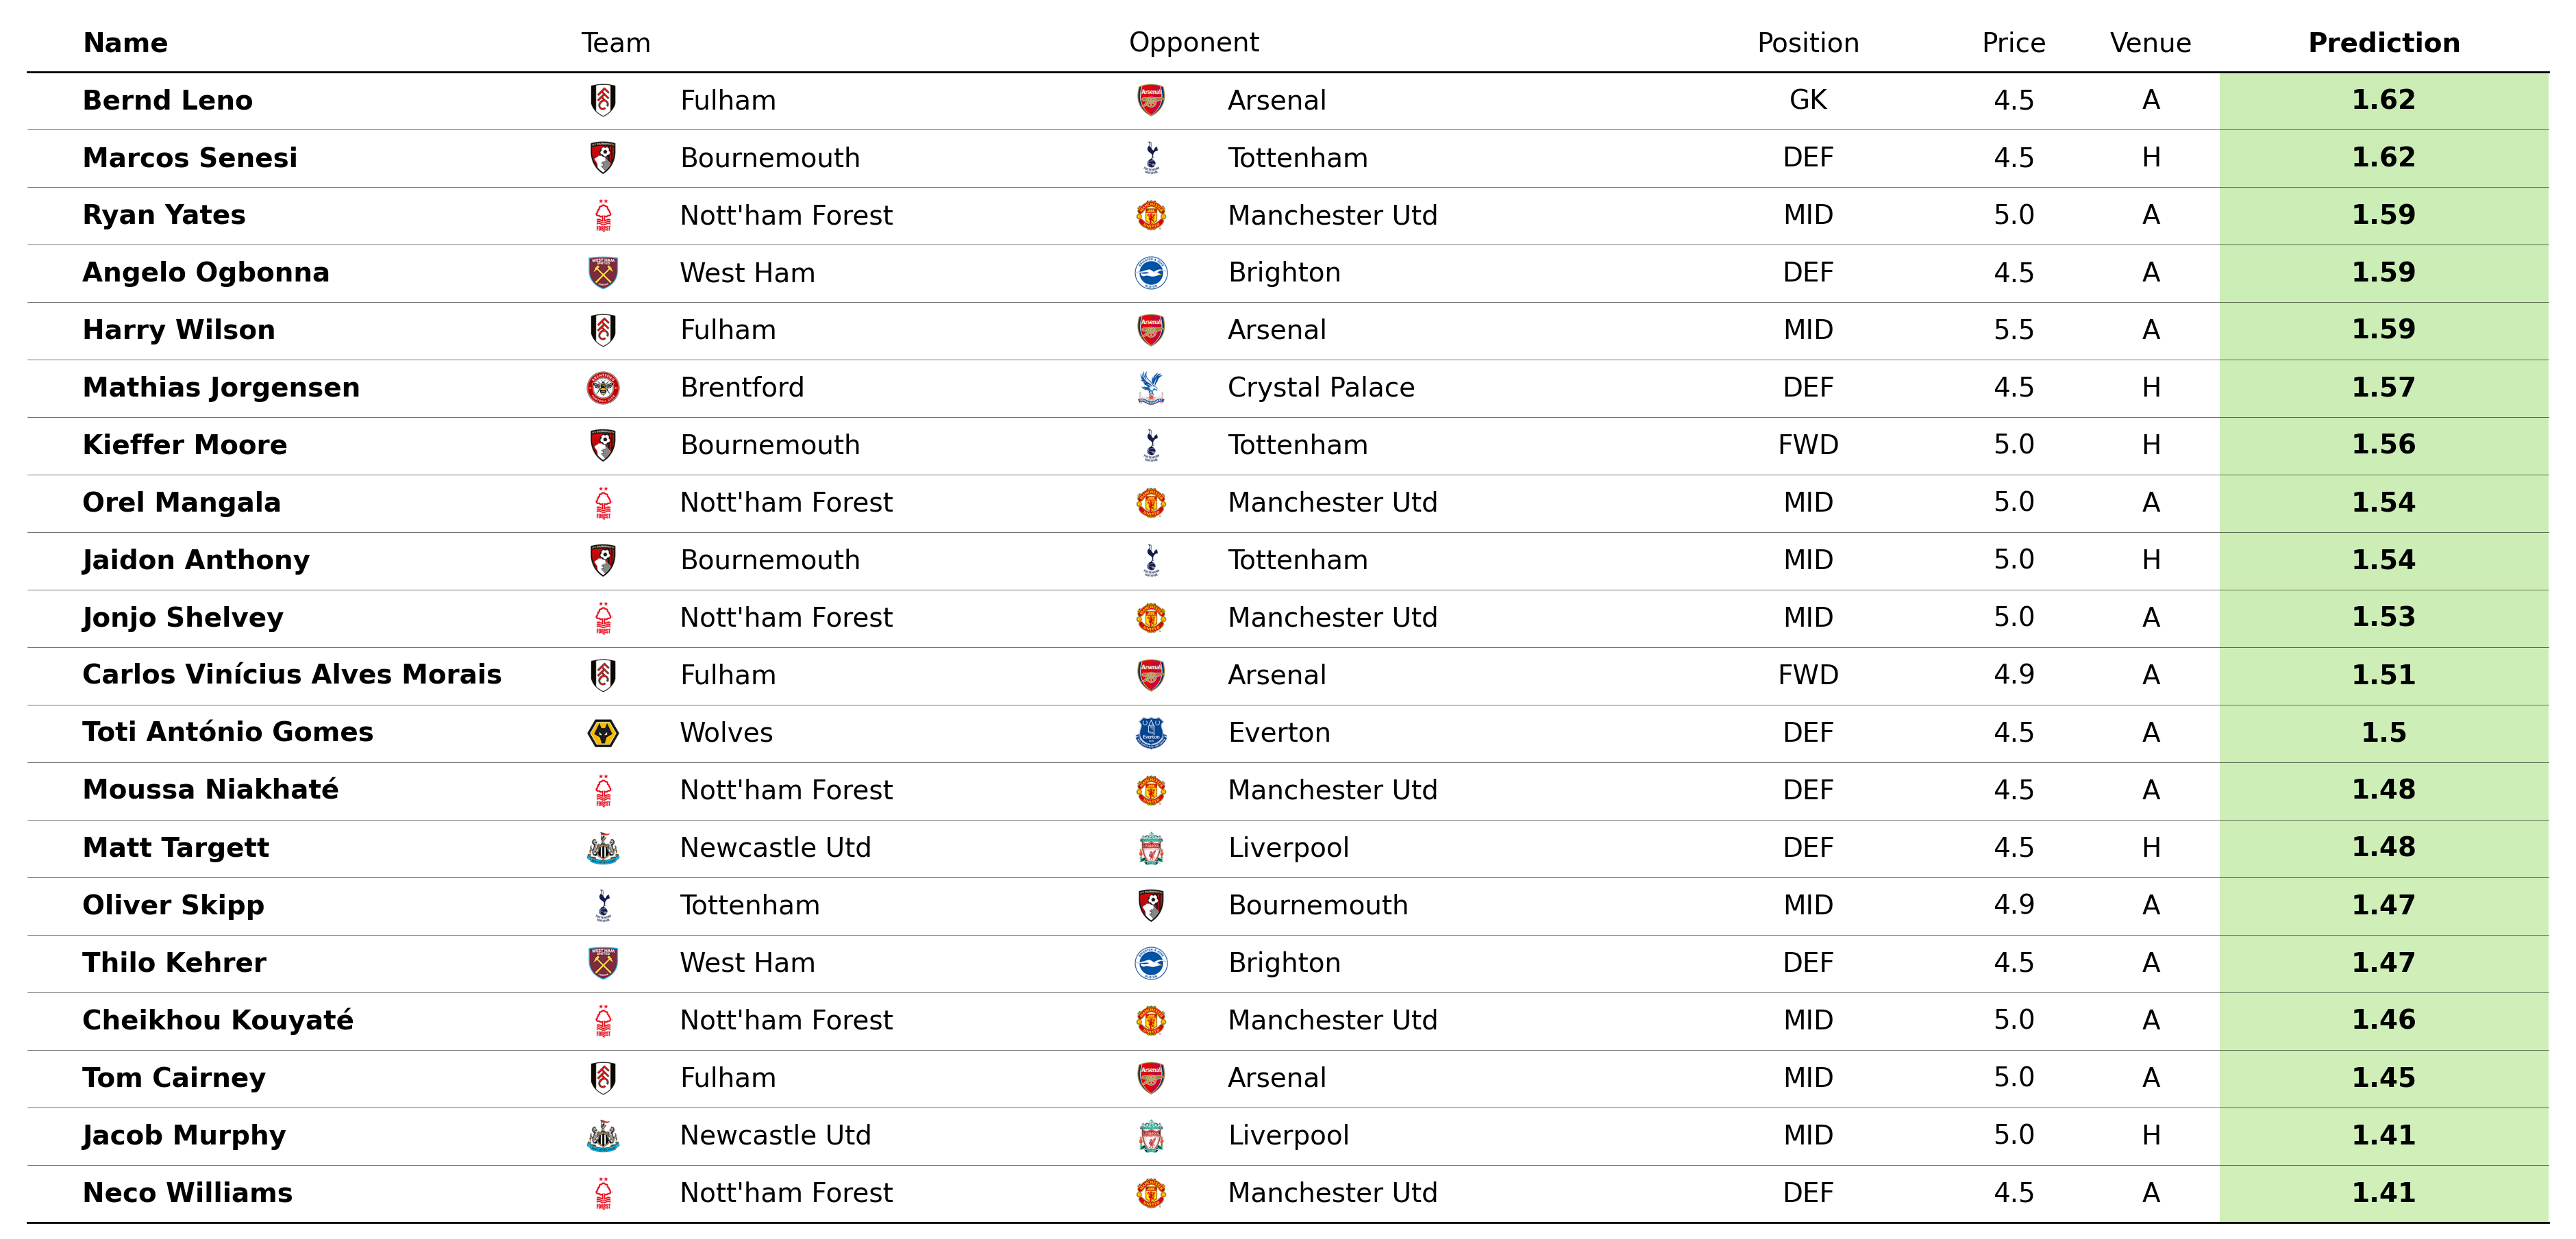 Name Team Opponent Position Price Venue Prediction
Bernd Leno Fulham Arsenal GK 4.5 A 1.62
Marcos Senesi Bournemouth Tottenham DEF 4.5 H 1.62
Ryan Yates Nott'ham Forest Manchester Utd MID 5.0 A 1.59
Angelo Ogbonna West Ham Brighton DEF 4.5 A 1.59
Harry Wilson Fulham Arsenal MID 5.5 A 1.59
Mathias Jorgensen Brentford Crystal Palace DEF 4.5 H 1.57
Kieffer Moore Bournemouth Tottenham FWD 5.0 H 1.56
Orel Mangala Nott'ham Forest Manchester Utd MID 5.0 A 1.54
Jaidon Anthony Bournemouth Tottenham MID 5.0 H 1.54
Jonjo Shelvey Nott'ham Forest Manchester Utd MID 5.0 A 1.53
Carlos Vinícius Alves Morais Fulham Arsenal FWD 4.9 A 1.51
Toti António Gomes Wolves Everton DEF 4.5 A 1.5
Moussa Niakhaté Nott'ham Forest Manchester Utd DEF 4.5 A 1.48
Matt Targett Newcastle Utd Liverpool DEF 4.5 H 1.48
Oliver Skipp Tottenham Bournemouth MID 4.9 A 1.47
Thilo Kehrer West Ham Brighton DEF 4.5 A 1.47
Cheikhou Kouyaté Nott'ham Forest Manchester Utd MID 5.0 A 1.46
Tom Cairney Fulham Arsenal MID 5.0 A 1.45
Jacob Murphy Newcastle Utd Liverpool MID 5.0 H 1.41
Neco Williams Nott'ham Forest Manchester Utd DEF 4.5 A 1.41